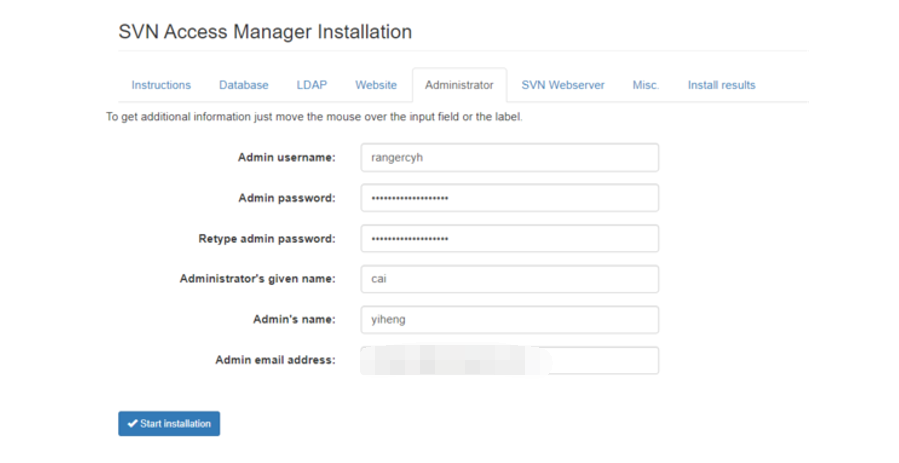 SVN Access Manager Installation
Instructions Database LDAP Website Administrator SVN Webserver Misc. Install results
To get additional information just move the mouse over the input field or the label.
Admin username: rangercyh
Admin password: •••••••••••••••••••
Retype admin password: •••••••••••••••••••
Administrator's given name: cai
Admin's name: yiheng
Admin email address:
✔ Start installation